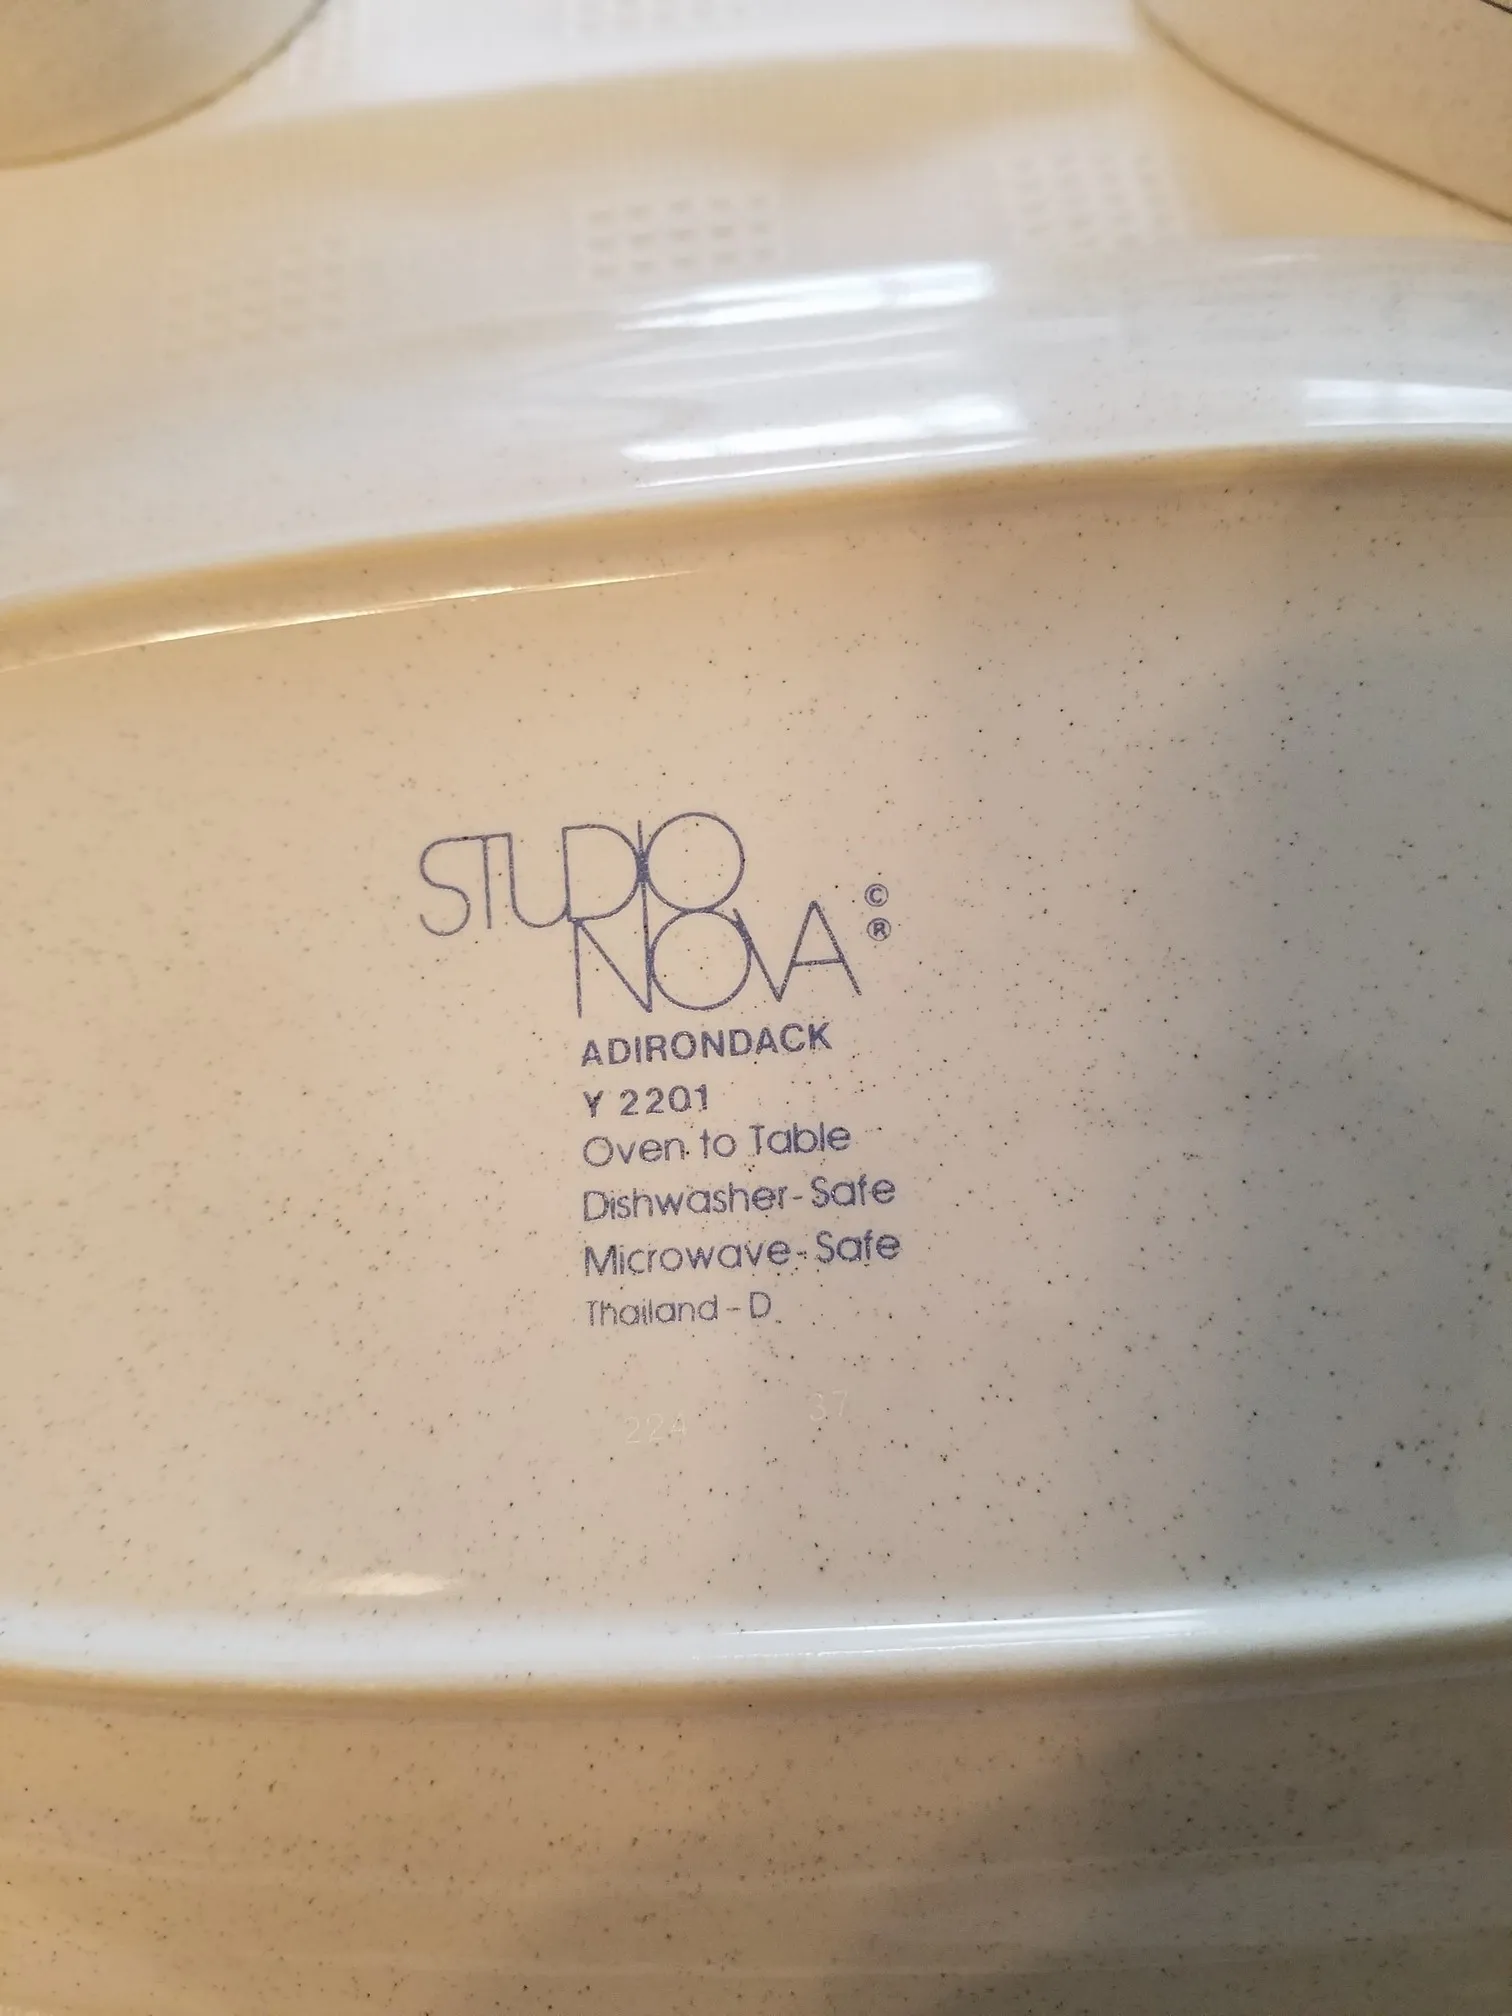 STUDIO
NOVA © ®
ADIRONDACK
Y 2201
Oven to Table
Dishwasher-Safe
Microwave-Safe
Thailand-D
224 37